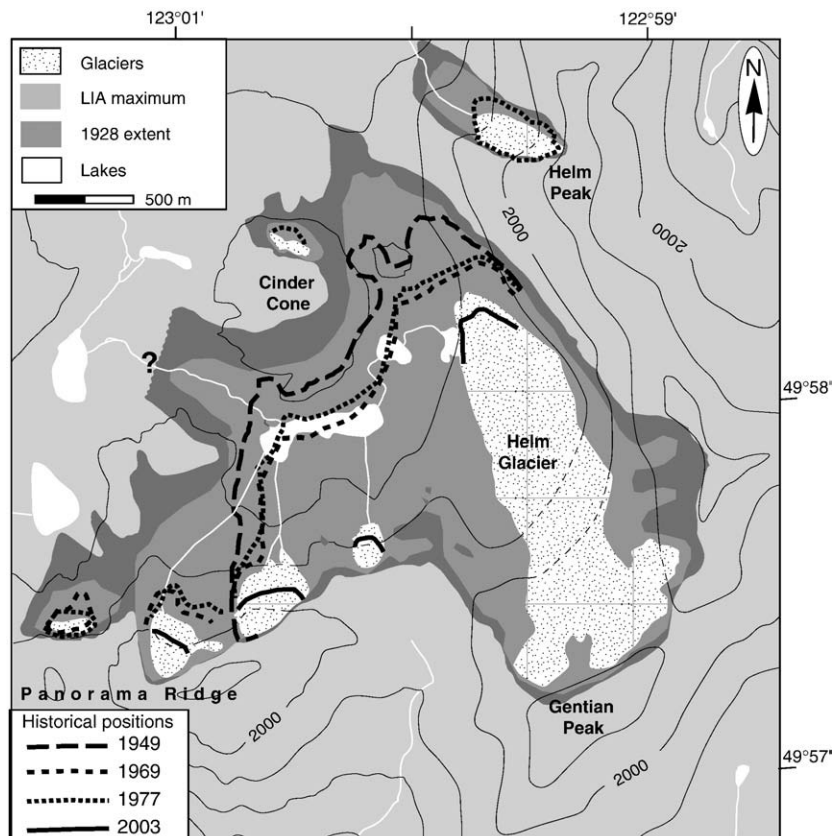 123°01'
122°59'
Glaciers
LIA maximum
1928 extent
Lakes
500 m
N
Helm
Peak
2000
2000
Cinder
Cone
?
49°58'
Helm
Glacier
Panorama Ridge
2000
Gentian
Peak
2000
49°57'
Historical positions
1949
1969
1977
2003